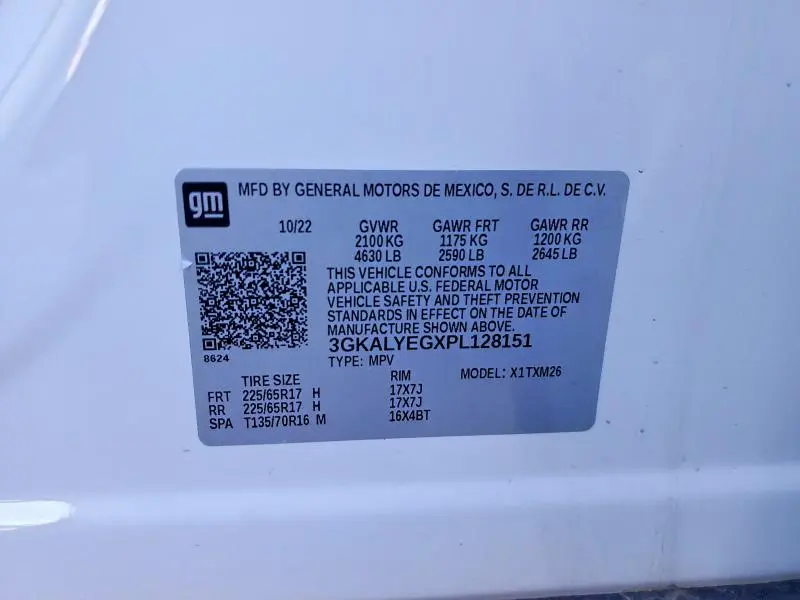 gm
MFD BY GENERAL MOTORS DE MEXICO, S. DE R.L. DE C.V.
10/22 GVWR GAWR FRT GAWR RR
2100 KG 1175 KG 1200 KG
4630 LB 2590 LB 2645 LB
THIS VEHICLE CONFORMS TO ALL
APPLICABLE U.S. FEDERAL MOTOR
VEHICLE SAFETY AND THEFT PREVENTION
STANDARDS IN EFFECT ON THE DATE OF
MANUFACTURE SHOWN ABOVE.
3GKALYEGXPL128151
8624
TYPE: MPV MODEL: X1TXM26
TIRE SIZE RIM
FRT 225/65R17 H 17X7J
RR 225/65R17 H 17X7J
SPA T135/70R16 M 16X4BT